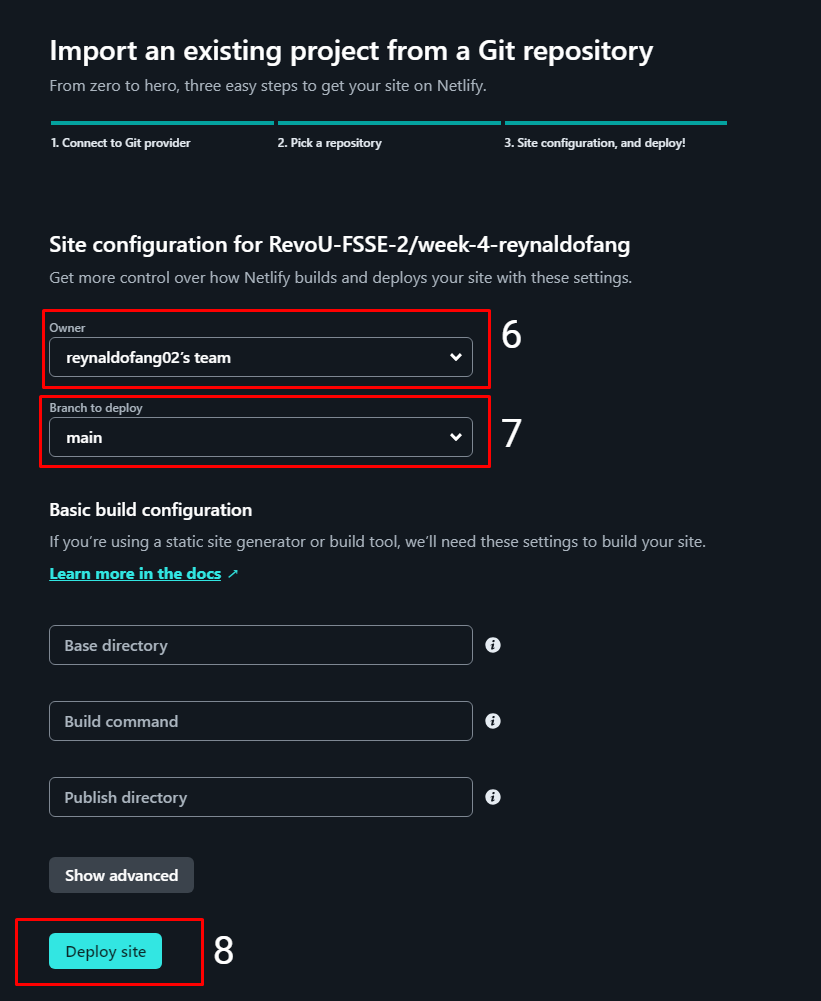 Import an existing project from a Git repository
From zero to hero, three easy steps to get your site on Netlify.
1. Connect to Git provider
2. Pick a repository
3. Site configuration, and deploy!
Site configuration for RevoU-FSSE-2/week-4-reynaldofang
Get more control over how Netlify builds and deploys your site with these settings.
Owner
reynaldofang02’s team
6
Branch to deploy
main
7
Basic build configuration
If you’re using a static site generator or build tool, we’ll need these settings to build your site.
Learn more in the docs ↗
Base directory
Build command
Publish directory
Show advanced
Deploy site
8